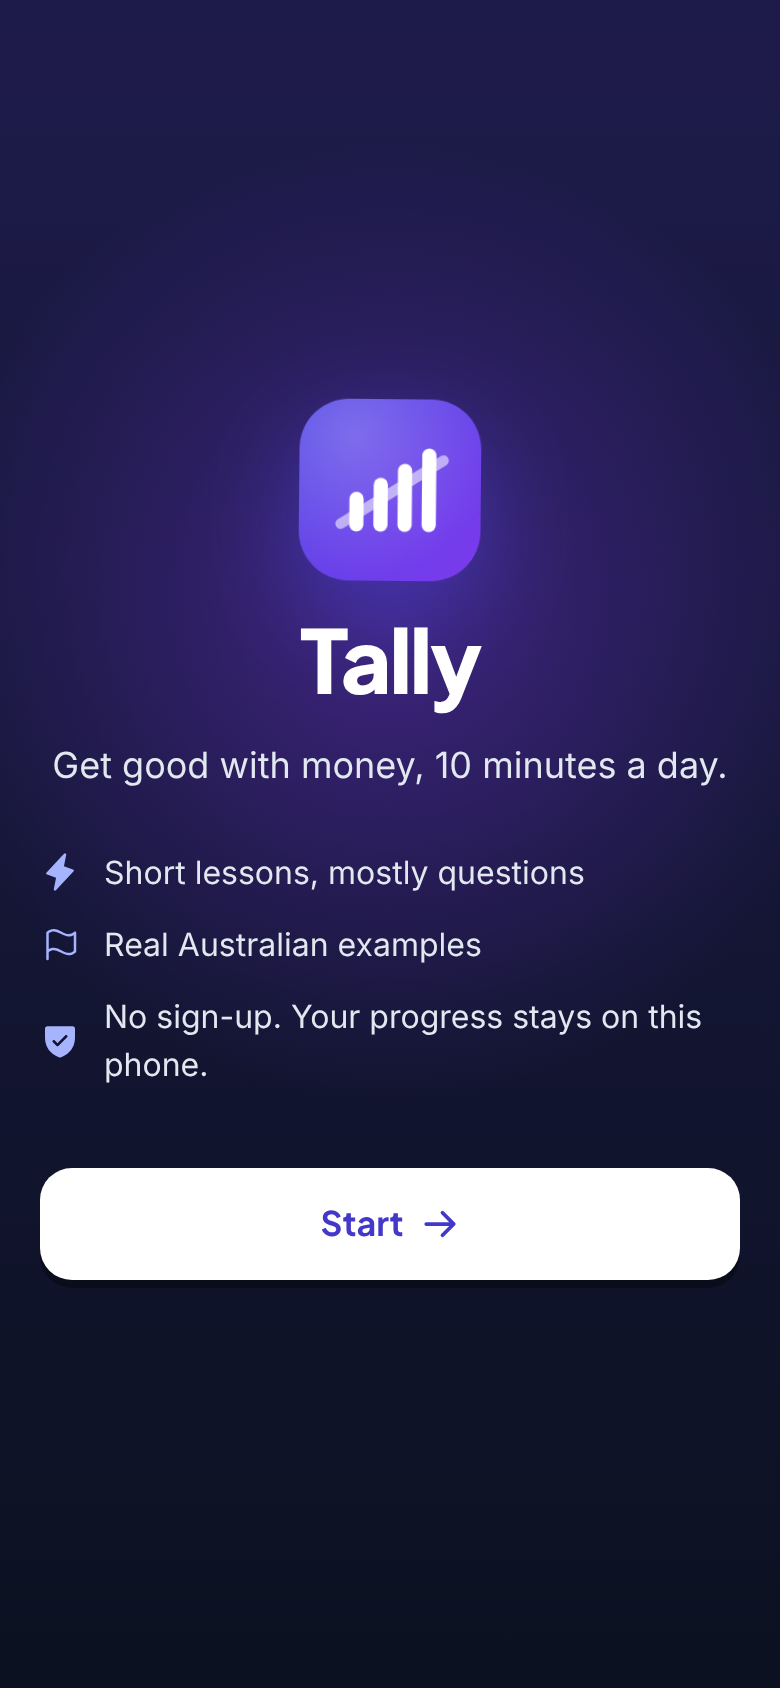 Tally
Get good with money, 10 minutes a day.
Short lessons, mostly questions
Real Australian examples
No sign-up. Your progress stays on this
phone.
Start